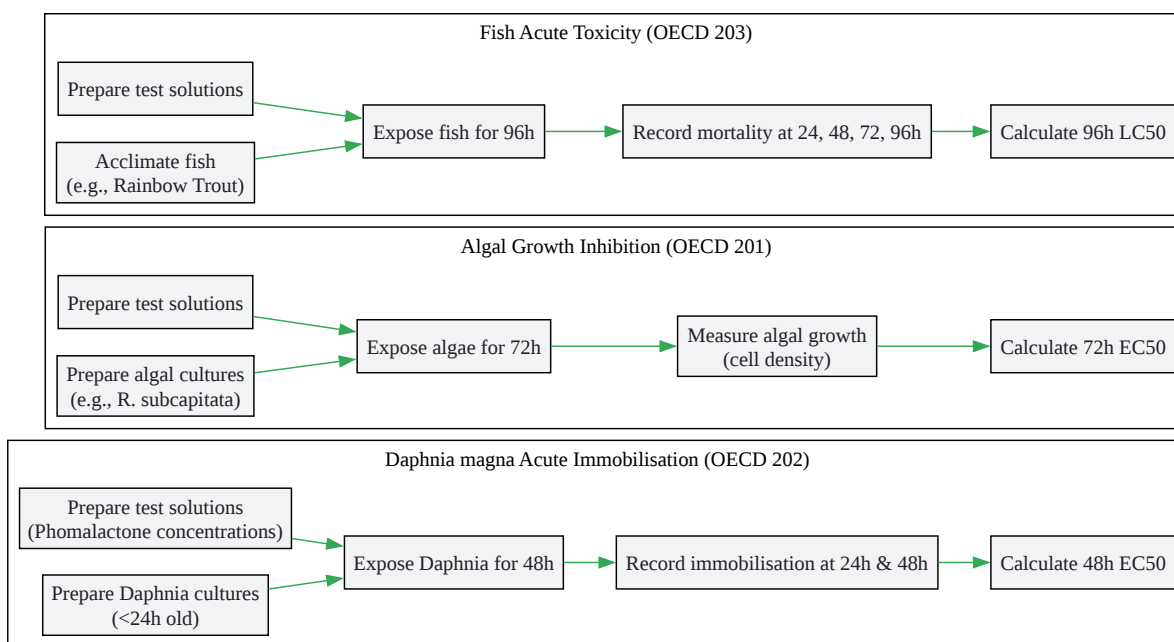 Fish Acute Toxicity (OECD 203)
Prepare test solutions
Acclimate fish
(e.g., Rainbow Trout)
Expose fish for 96h
Record mortality at 24, 48, 72, 96h
Calculate 96h LC50
Algal Growth Inhibition (OECD 201)
Prepare test solutions
Prepare algal cultures
(e.g., R. subcapitata)
Expose algae for 72h
Measure algal growth
(cell density)
Calculate 72h EC50
Daphnia magna Acute Immobilisation (OECD 202)
Prepare test solutions
(Phomalactone concentrations)
Prepare Daphnia cultures
(<24h old)
Expose Daphnia for 48h
Record immobilisation at 24h & 48h
Calculate 48h EC50